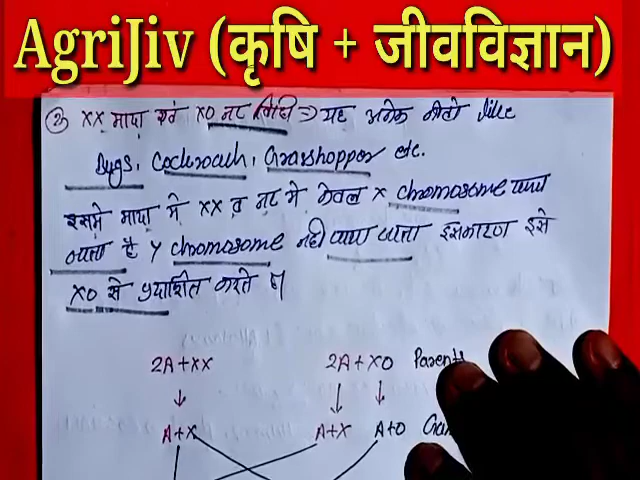 AgriJiv (कृषि + जीवविज्ञान)
② XX मादा एवं XO नर विधि ⇒ यह अनेक कीटो like
Bugs, Cockroach, Grasshopper etc.
इसमे मादा मे XX व नर मे केवल X chromosome पाया
जाता है Y chromosome नही पाया जाता इसकारण इसे
XO से प्रदर्शित करते है।
2A+XX 2A+XO Parents
A+X A+X A+O